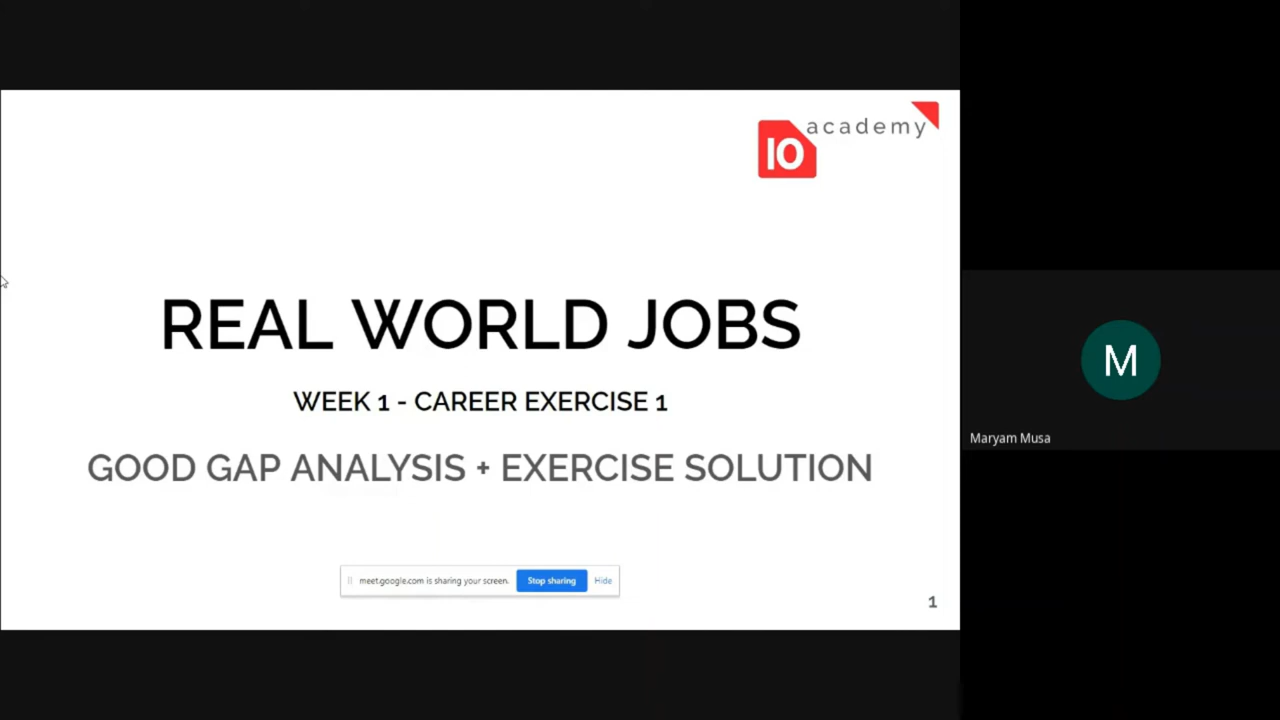 academy
10
REAL WORLD JOBS
WEEK 1 - CAREER EXERCISE 1
GOOD GAP ANALYSIS + EXERCISE SOLUTION
meet.google.com is sharing your screen. Stop sharing Hide
1
M
Maryam Musa